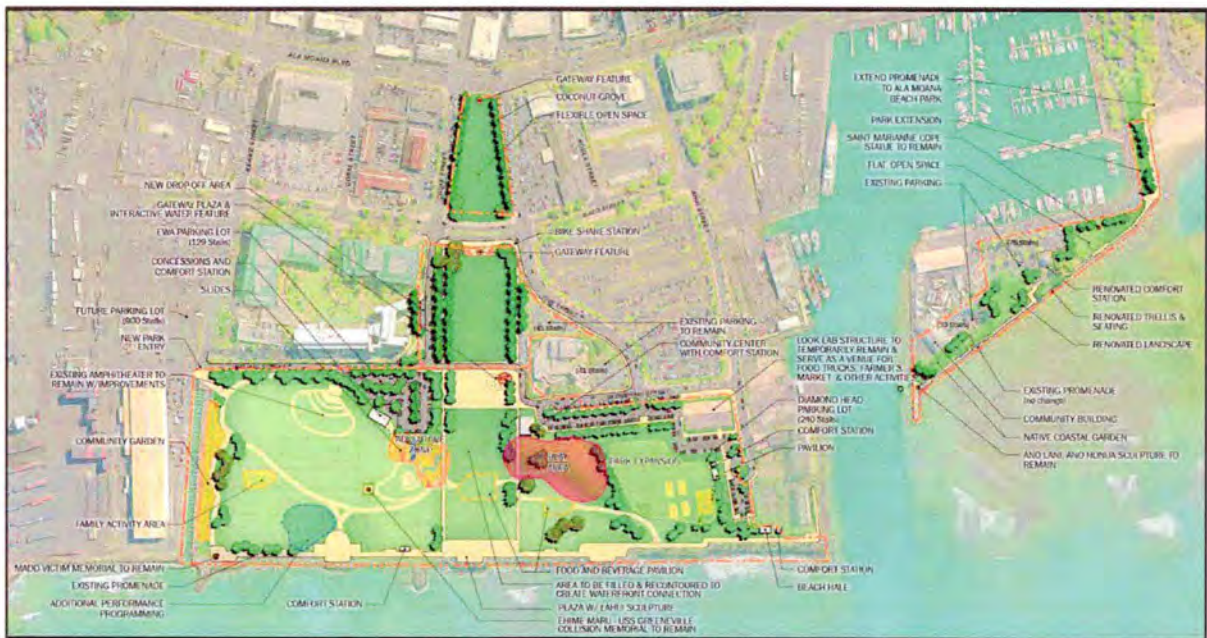 ALA MOANA BLVD
GATEWAY FEATURE
COCONUT GROVE
FLEXIBLE OPEN SPACE
NEW DROP OFF AREA
GATEWAY PLAZA &
INTERACTIVE WATER FEATURE
EWA PARKING LOT
(129 Stalls)
CONCESSIONS AND
COMFORT STATION
SLIDES
FUTURE PARKING LOT
(600 Stalls)
NEW PARK
ENTRY
EXISTING AMPHITHEATER TO
REMAIN W/IMPROVEMENTS
COMMUNITY GARDEN
FAMILY ACTIVITY AREA
MADD VICTIM MEMORIAL TO REMAIN
EXISTING PROMENADE
ADDITIONAL PERFORMANCE
PROGRAMMING
COMFORT STATION
BIKE SHARE STATION
GATEWAY FEATURE
EXISTING PARKING
TO REMAIN
COMMUNITY CENTER
WITH COMFORT STATION
PARK EXPANSION
FOOD AND BEVERAGE PAVILION
AREA TO BE FILLED & RECONTOURED TO
CREATE WATERFRONT CONNECTION
PLAZA W/ EARLY SCULPTURE
EHIME MARU - USS GREENEVILLE
COLLISION MEMORIAL TO REMAIN
LOOK LAB STRUCTURE TO
TEMPORARILY REMAIN &
SERVE AS A VENUE FOR
FOOD TRUCKS, FARMER'S
MARKET & OTHER ACTIVITIES
DIAMOND HEAD
PARKING LOT
(240 Stalls)
COMFORT STATION
PAVILION
COMFORT STATION
BEACH HALE
EXTEND PROMENADE
TO ALA MOANA
BEACH PARK
PARK EXTENSION
SAINT MARIANNE COPE
STATUE TO REMAIN
FLAT OPEN SPACE
EXISTING PARKING
RENOVATED COMFORT
STATION
RENOVATED TRELLIS &
SEATING
RENOVATED LANDSCAPE
EXISTING PROMENADE
(no change)
COMMUNITY BUILDING
NATIVE COASTAL GARDEN
AND LANE AND HONUA SCULPTURE TO
REMAIN